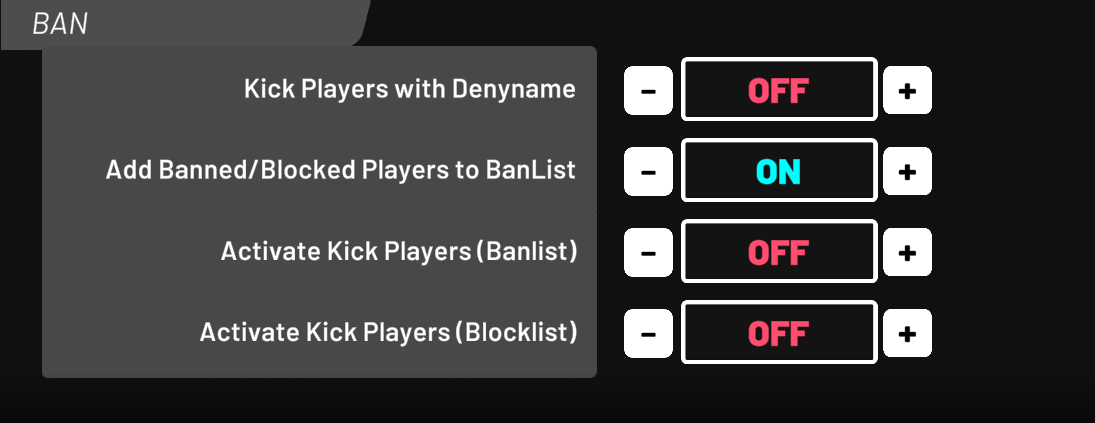 BAN
Kick Players with Denyname - OFF +
Add Banned/Blocked Players to BanList - ON +
Activate Kick Players (Banlist) - OFF +
Activate Kick Players (Blocklist) - OFF +